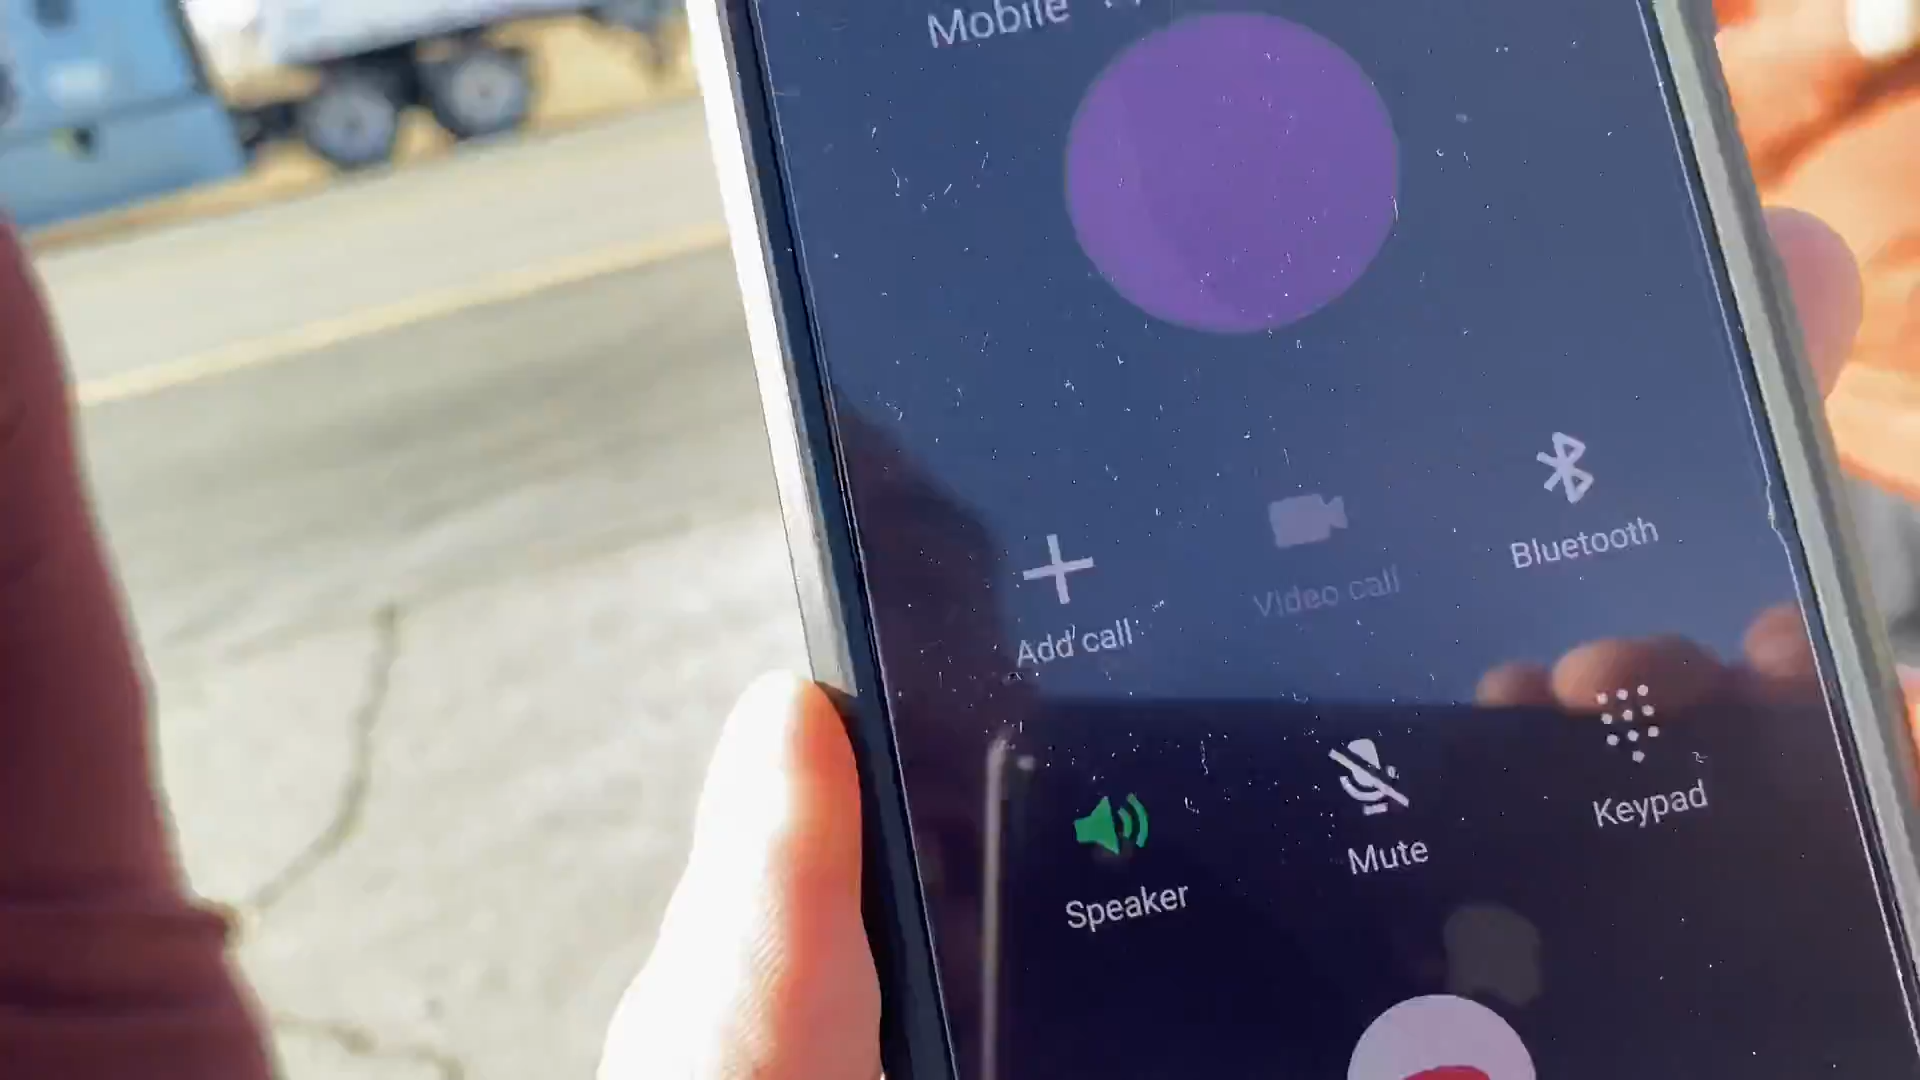 Mobile
Add call
Video call
Bluetooth
Speaker
Mute
Keypad